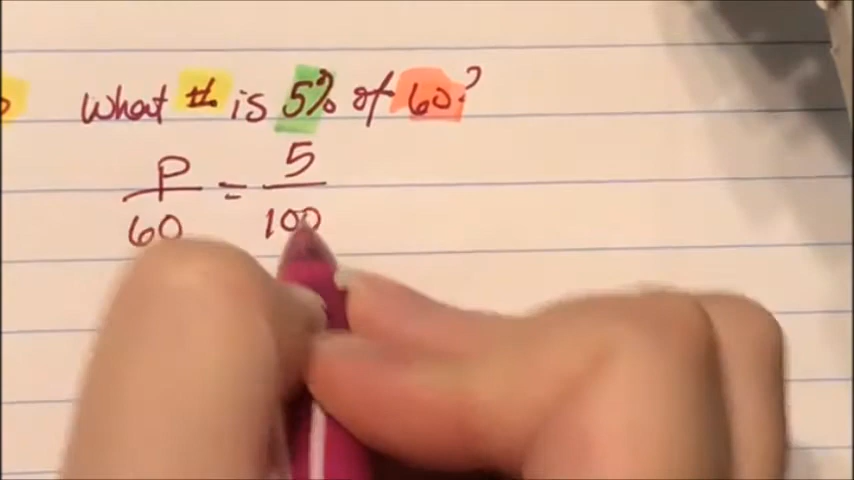 What # is 5% of 60?
P/60 = 5/100